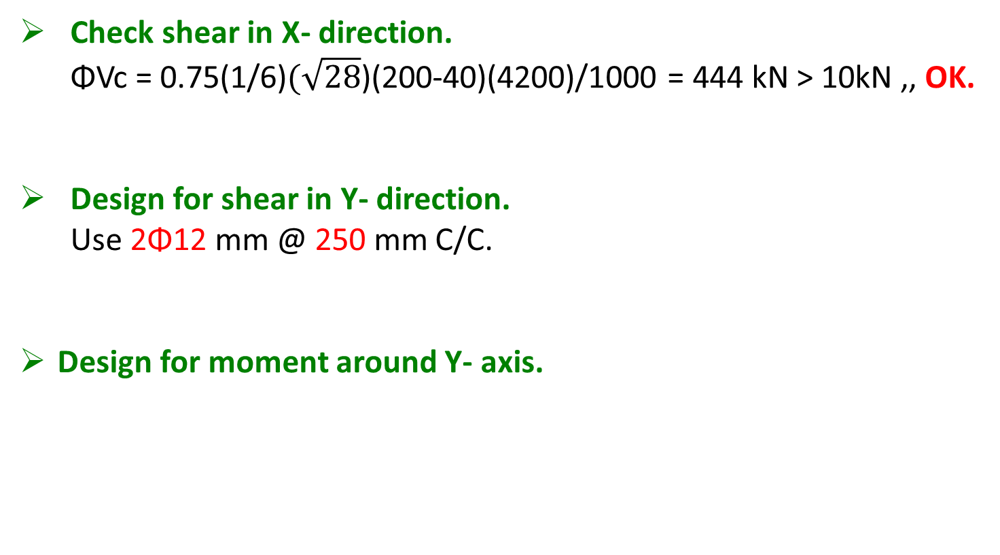 ➢ Check shear in X- direction.
ΦVc = 0.75(1/6)(√28)(200-40)(4200)/1000 = 444 kN > 10kN ,, OK.
➢ Design for shear in Y- direction.
Use 2Φ12 mm @ 250 mm C/C.
➢ Design for moment around Y- axis.